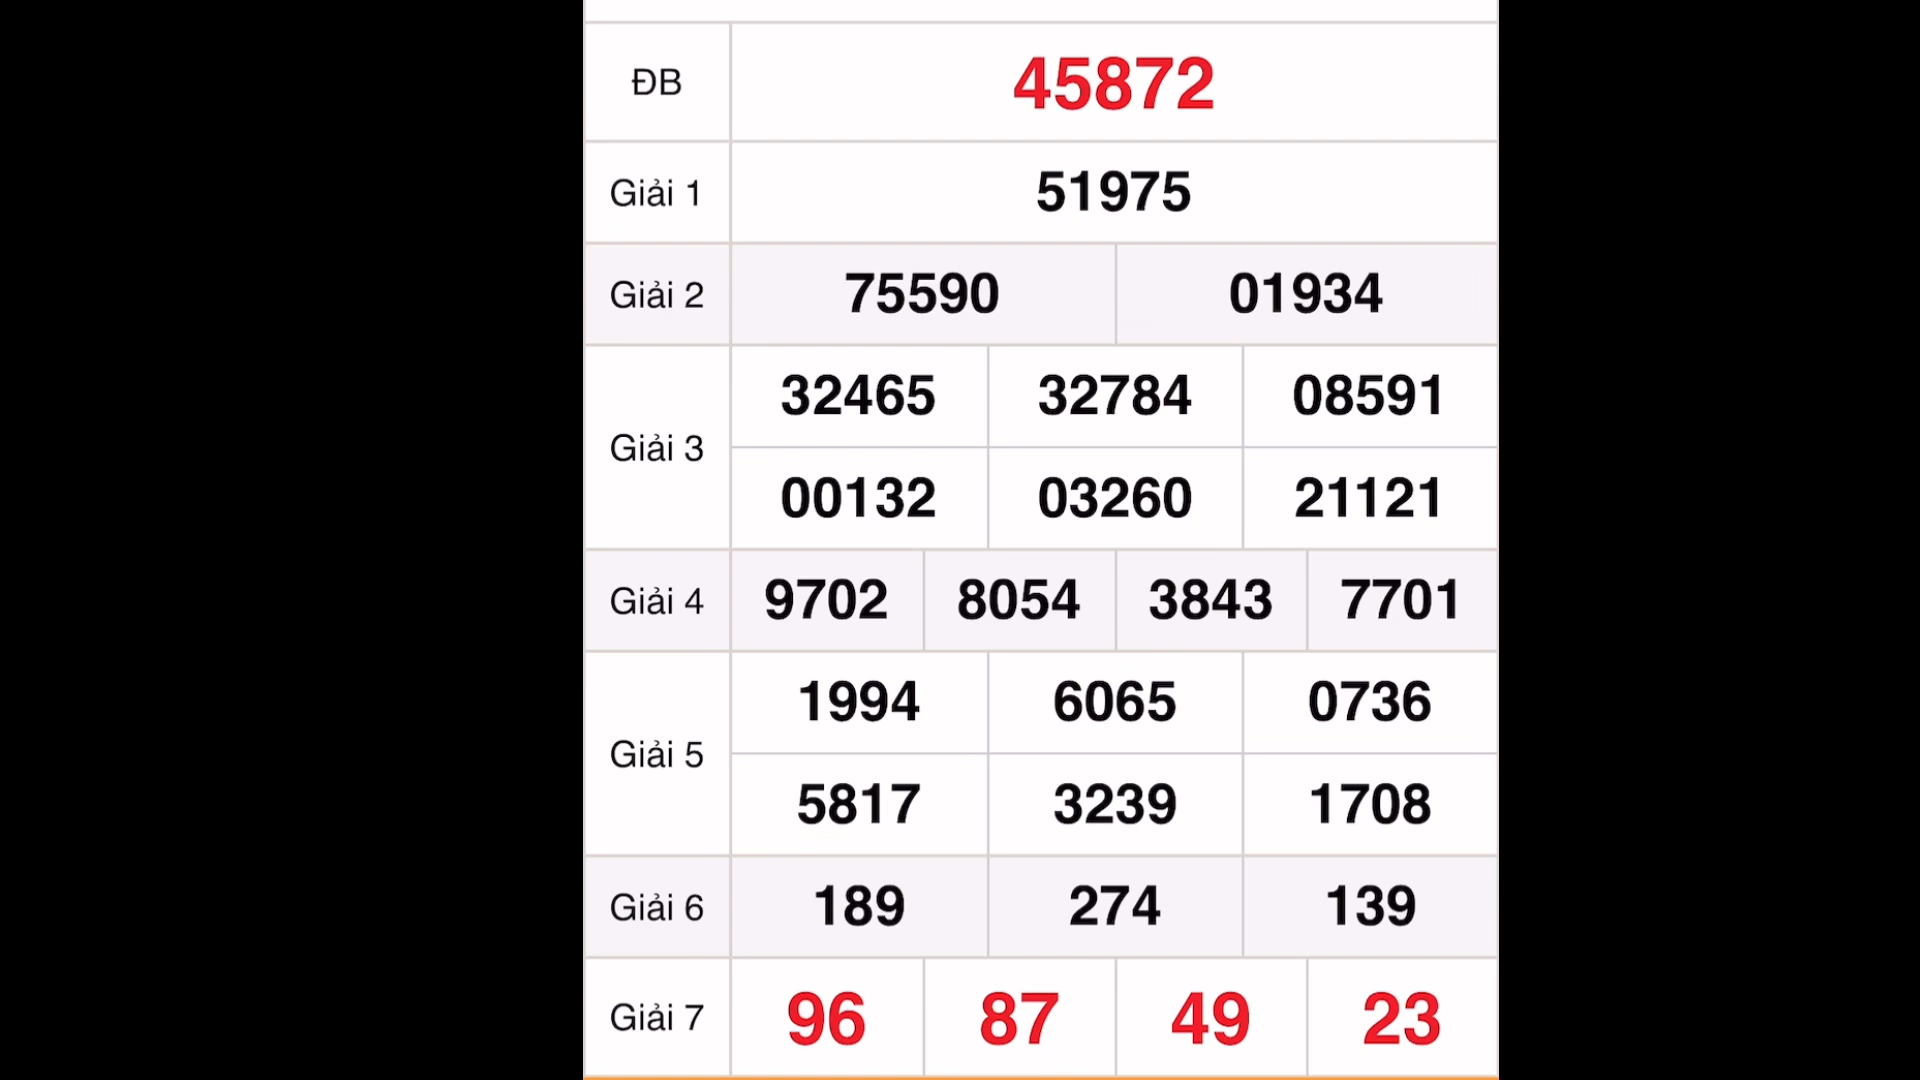 ĐB 45872
Giải 1 51975
Giải 2 75590 01934
Giải 3 32465 32784 08591
00132 03260 21121
Giải 4 9702 8054 3843 7701
Giải 5 1994 6065 0736
5817 3239 1708
Giải 6 189 274 139
Giải 7 96 87 49 23